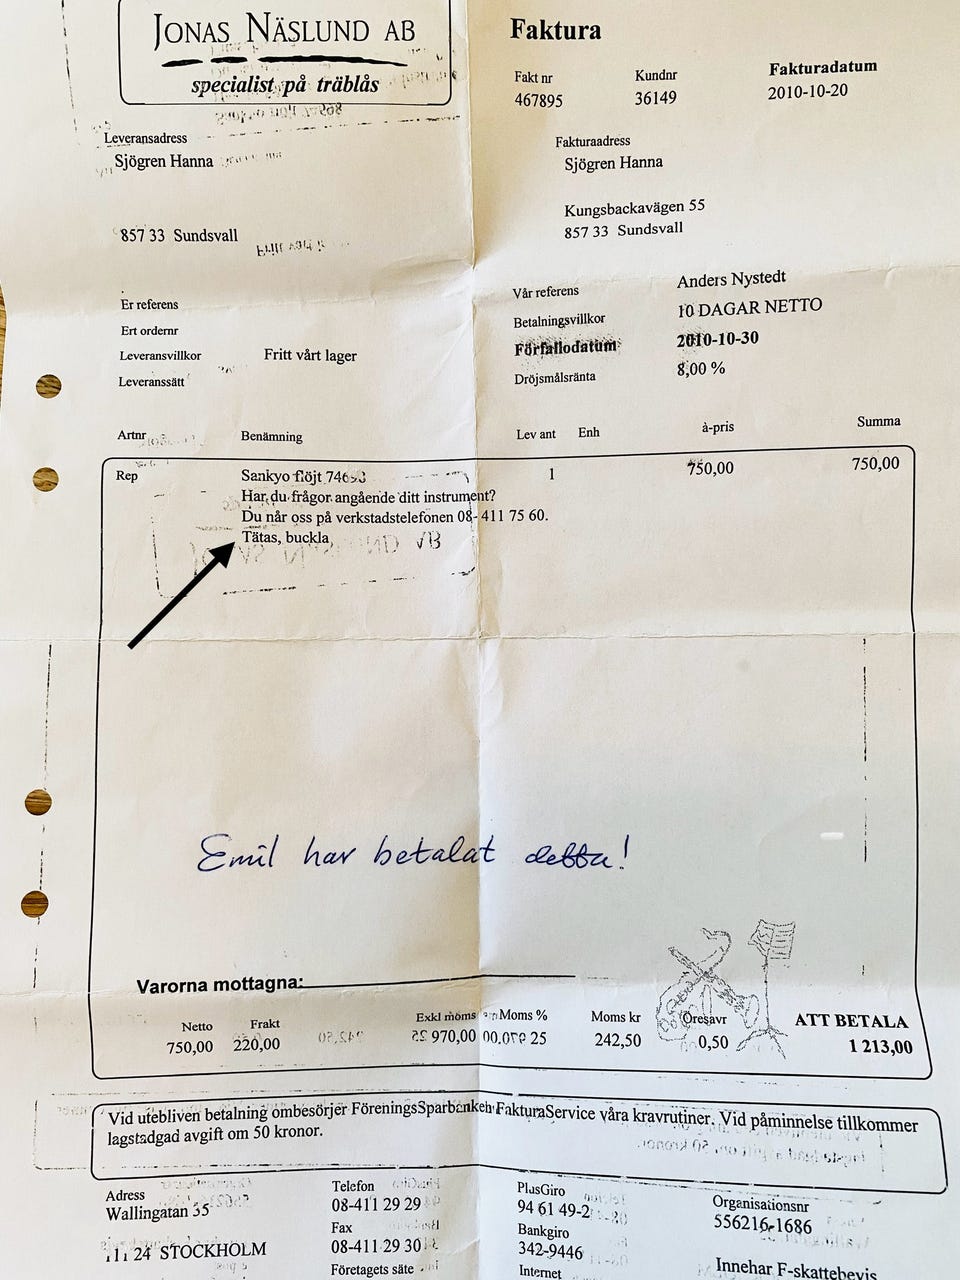 JONAS NÄSLUND AB
specialist på träblås
Faktura
Fakt nr Kundnr Fakturadatum
467895 36149 2010-10-20
Leveransadress
Sjögren Hanna
857 33 Sundsvall
Fakturaadress
Sjögren Hanna
Kungsbackavägen 55
857 33 Sundsvall
Er referens
Ert ordernr
Leveransvillkor Fritt vårt lager
Leveranssätt
Vår referens Anders Nystedt
Betalningsvillkor 10 DAGAR NETTO
Förfallodatum 2010-10-30
Dröjsmålsränta 8,00 %
Artnr Benämning Lev ant Enh à-pris Summa
Rep Sankyo flöjt 1 750,00 750,00
Har du frågor angående ditt instrument?
Du når oss på verkstadstelefonen 08-411 75 60.
Tätas, buckla
Emil har betalat detta!
Varorna mottagna:
Netto Frakt Exkl moms Moms % Moms kr Öresavr ATT BETALA
750,00 220,00 970,00 25 242,50 0,50 1 213,00
Vid utebliven betalning ombesörjer FöreningsSparbanken FakturaService våra kravrutiner. Vid påminnelse tillkommer
lagstadgad avgift om 50 kronor.
Adress
Wallingatan 35
111 24 STOCKHOLM
Telefon
08-411 29 29
Fax
08-411 29 30
Företagets säte
PlusGiro
94 61 49-2
Bankgiro
342-9446
Internet
Organisationsnr
556216-1686
Innehar F-skattebevis